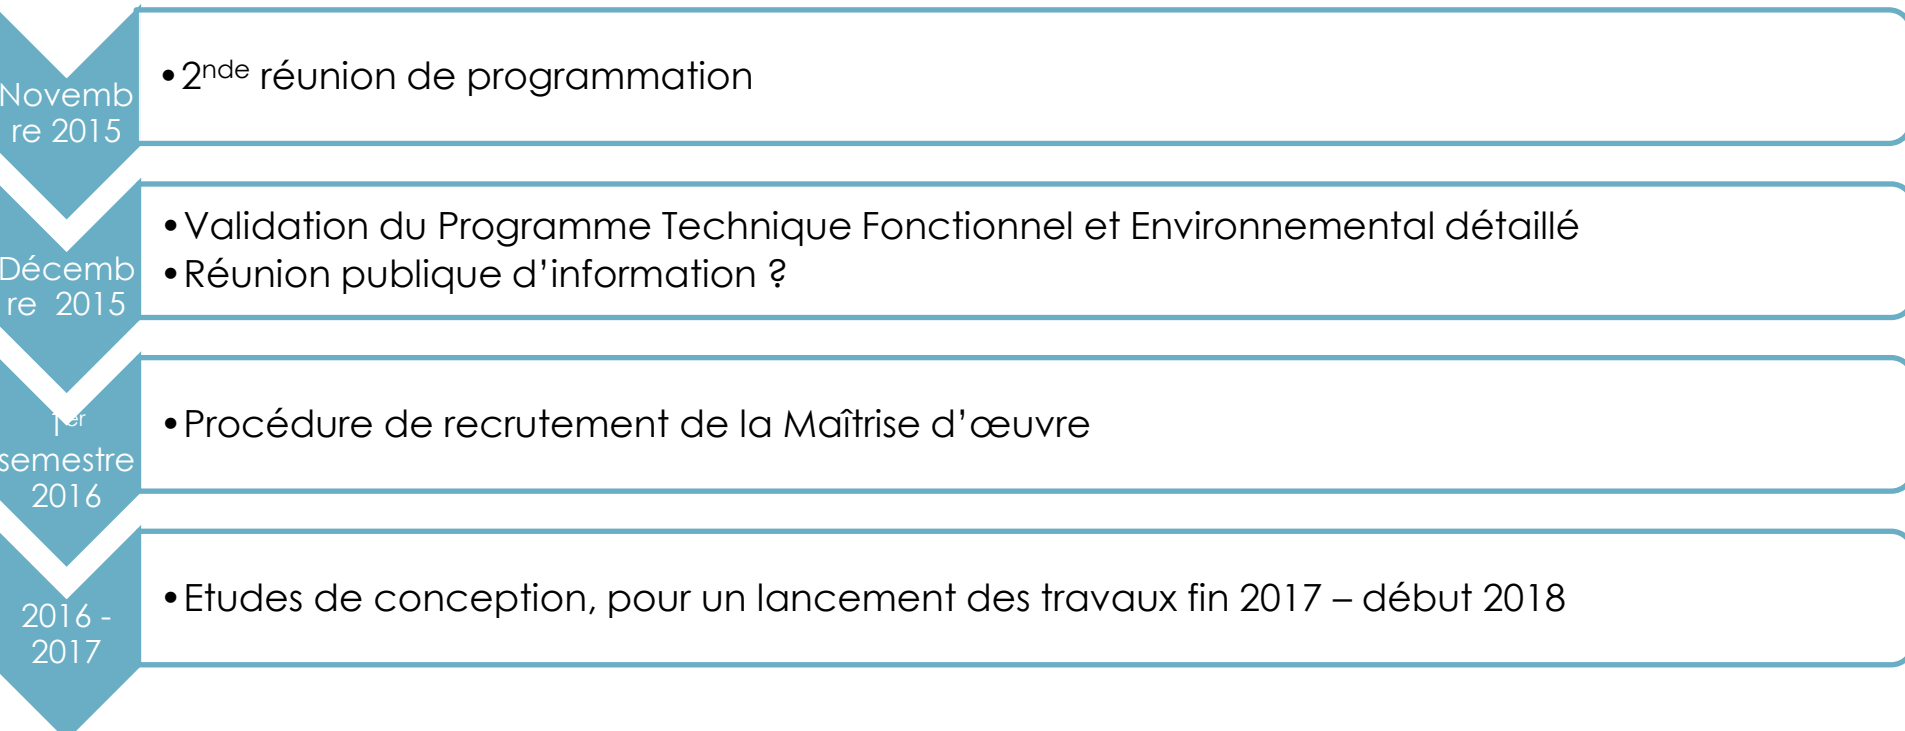 Novemb
re 2015
•2nde réunion de programmation
Décemb
re 2015
•Validation du Programme Technique Fonctionnel et Environnemental détaillé
•Réunion publique d’information ?
1er
semestre
2016
•Procédure de recrutement de la Maîtrise d’œuvre
2016 -
2017
•Etudes de conception, pour un lancement des travaux fin 2017 – début 2018